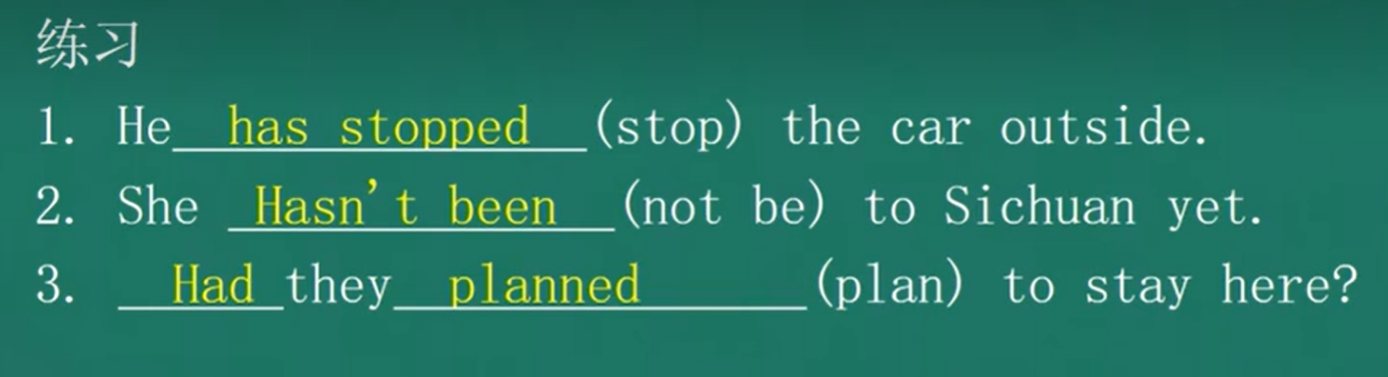 练习
1. He has stopped (stop) the car outside.
2. She Hasn't been (not be) to Sichuan yet.
3. Had they planned (plan) to stay here?